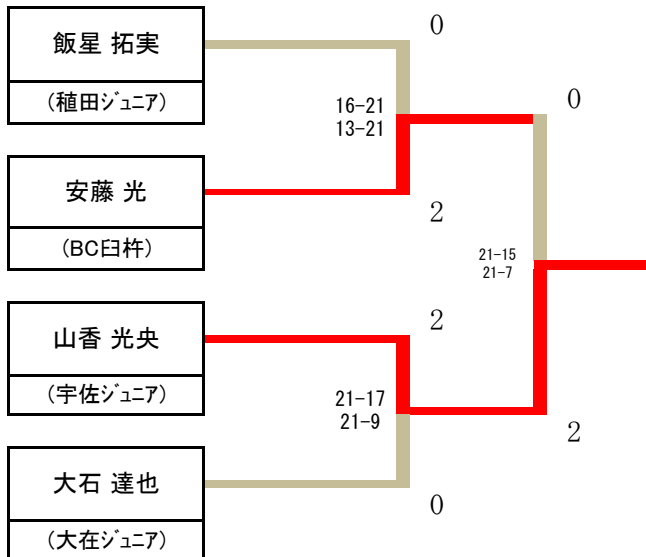 飯星 拓実
(稙田ｼﾞｭﾆｱ)
0
16-21
13-21
0
安藤 光
(BC臼杵)
2
21-15
21-7
山香 光央
(宇佐ｼﾞｭﾆｱ)
2
21-17
21-9
2
大石 達也
(大在ｼﾞｭﾆｱ)
0